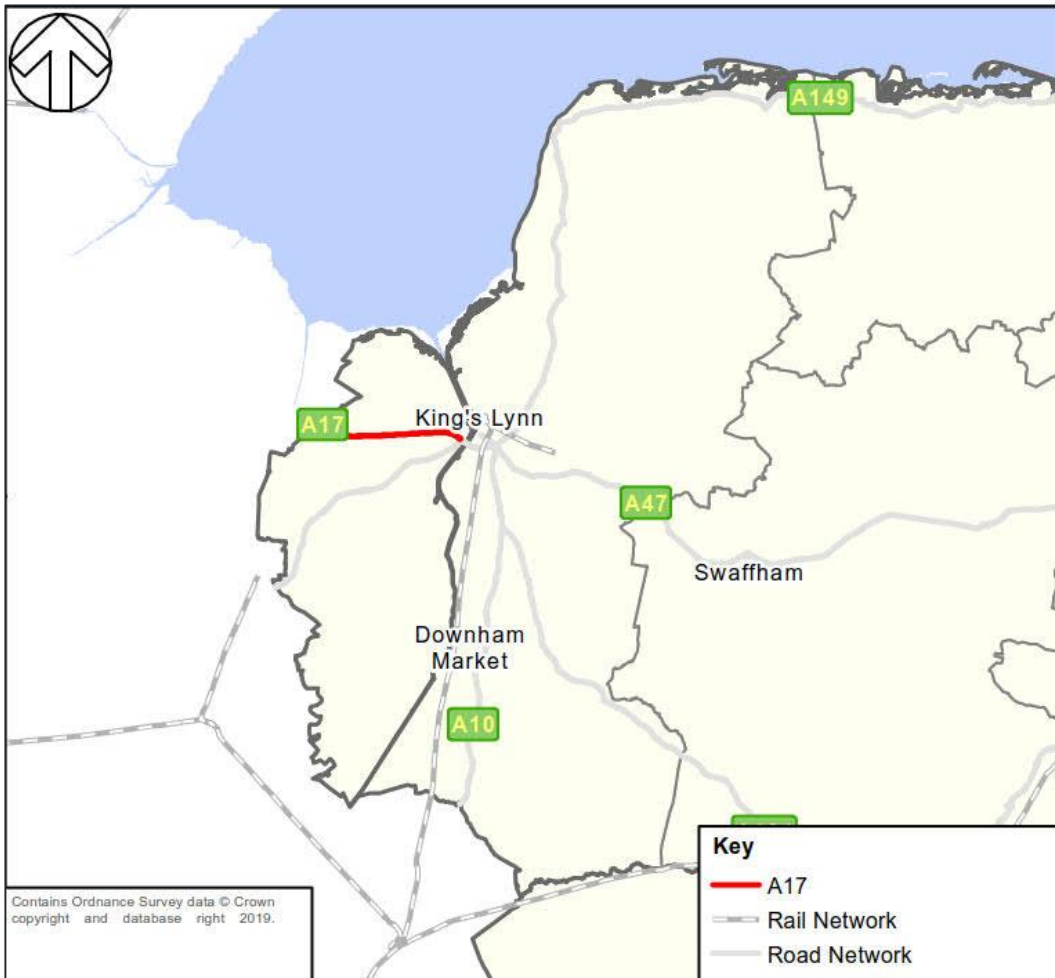 A149
King's Lynn
A17
A47
Swaffham
Downham
Market
A10
Key
A17
Rail Network
Road Network
Contains Ordnance Survey data © Crown
copyright and database right 2019.